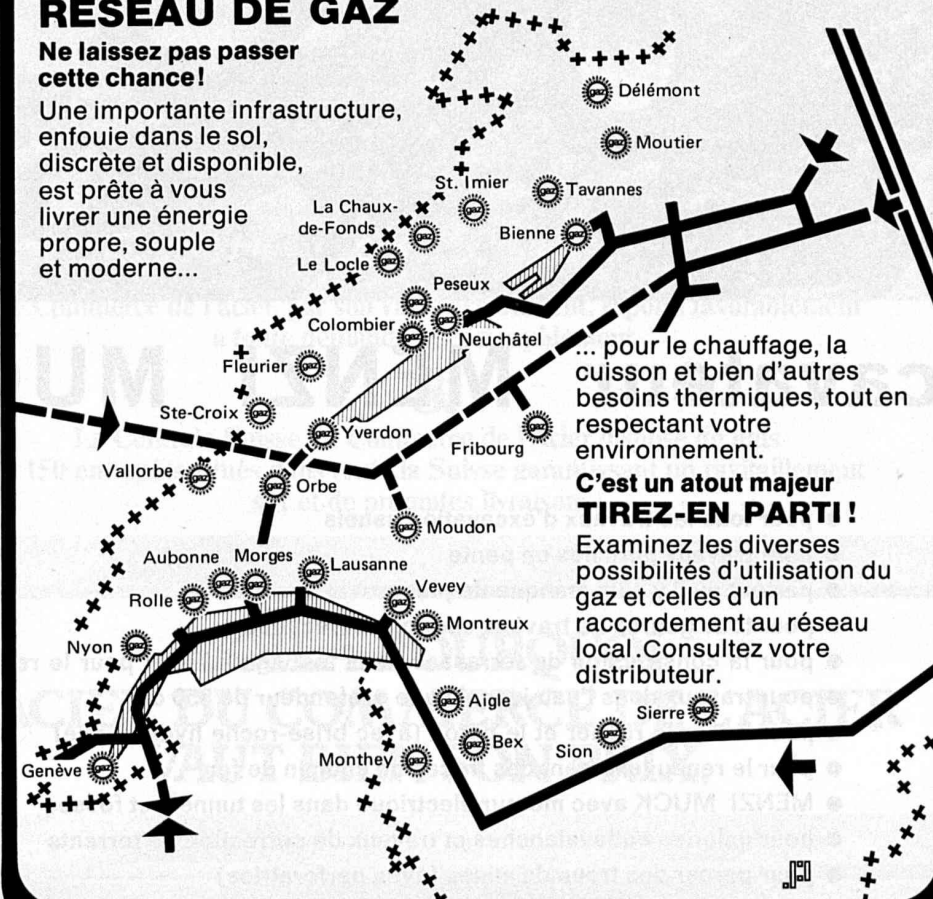 RÉSEAU DE GAZ
Ne laissez pas passer
cette chance!
Une importante infrastructure,
enfouie dans le sol,
discrète et disponible,
est prête à vous
livrer une énergie
propre, souple
et moderne...
Délémont
Moutier
St. Imier
Tavannes
La Chaux-
de-Fonds
Bienne
Le Locle
Peseux
Colombier
Neuchâtel
Fleurier
Ste-Croix
Yverdon
Fribourg
Vallorbe
Orbe
Moudon
Aubonne
Morges
Lausanne
Rolle
Vevey
Montreux
Nyon
Aigle
Sierre
Bex
Sion
Monthey
Genève
... pour le chauffage, la
cuisson et bien d'autres
besoins thermiques, tout en
respectant votre
environnement.
C'est un atout majeur
TIREZ-EN PARTI!
Examinez les diverses
possibilités d'utilisation du
gaz et celles d'un
raccordement au réseau
local. Consultez votre
distributeur.